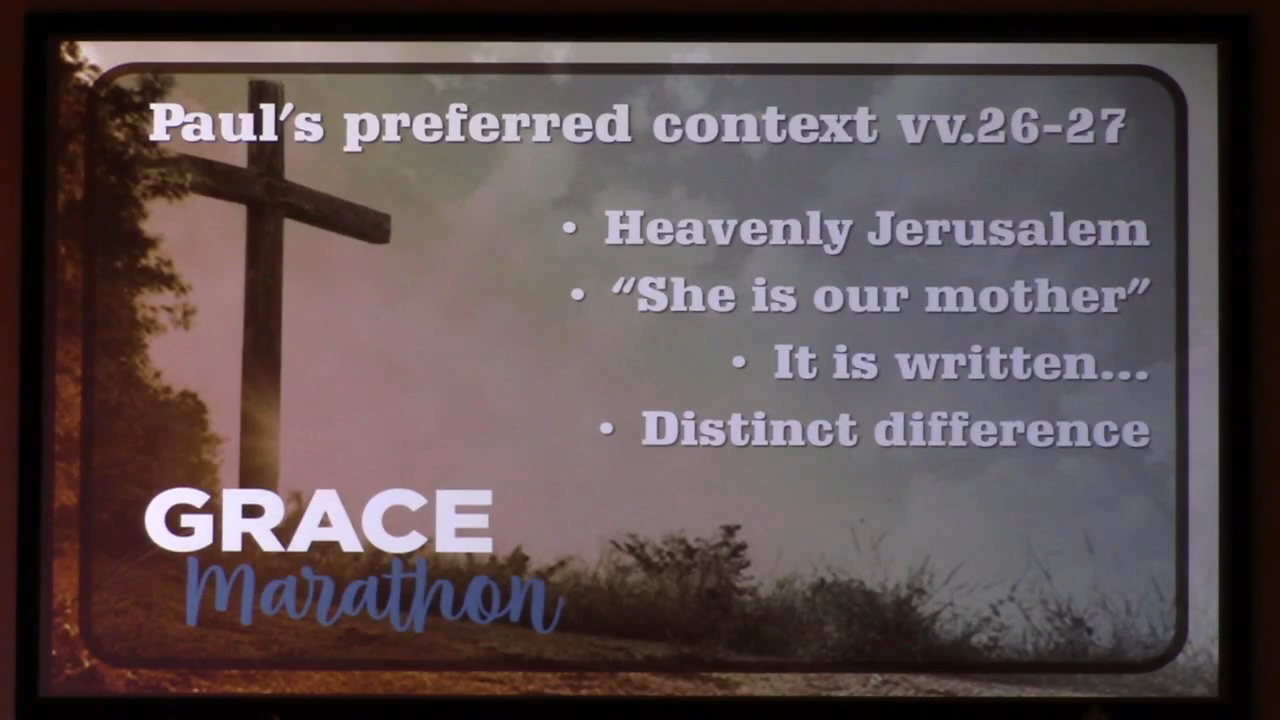 Paul's preferred context vv.26-27
• Heavenly Jerusalem
• “She is our mother”
• It is written...
• Distinct difference
GRACE
Marathon